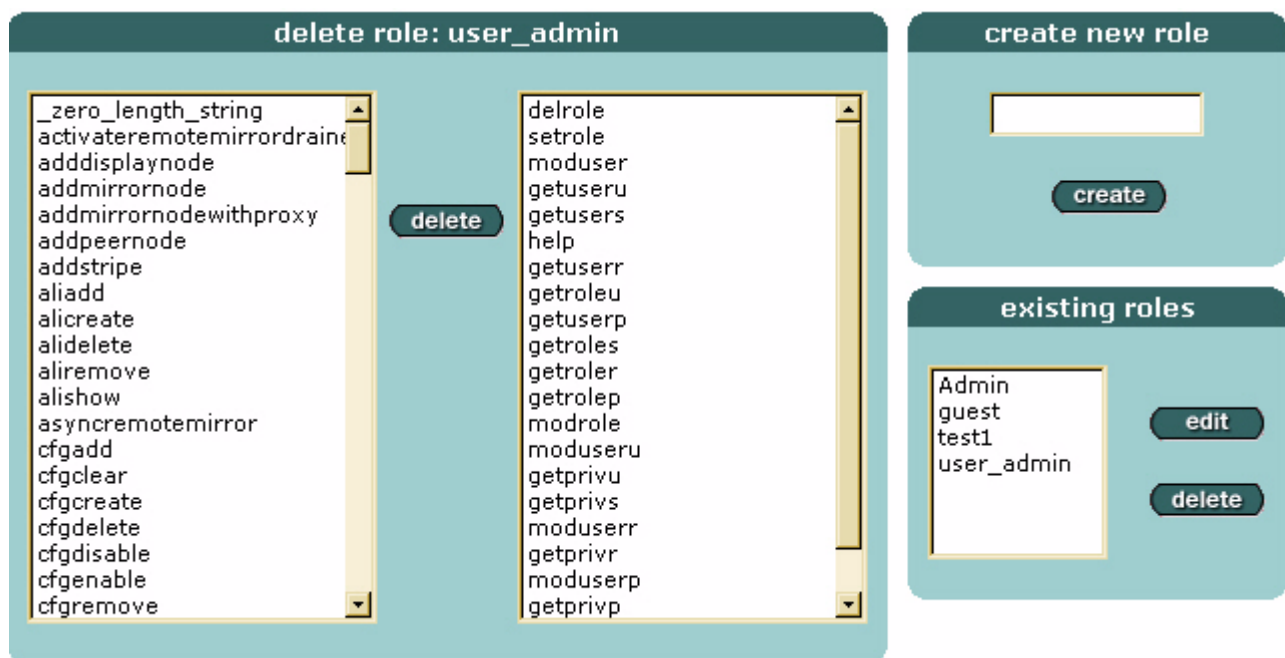 delete role: user_admin
_zero_length_string
activateremotemirrordraine
adddisplaynode
addmirrornode
addmirrornodewithproxy
addpeernode
addstripe
aliadd
alicreate
alidelete
aliremove
alishow
asyncremotemirror
cfgadd
cfgclear
cfgcreate
cfgdelete
cfgdisable
cfgenable
cfgremove
delete
delrole
setrole
moduser
getuseru
getusers
help
getuserr
getroleu
getuserp
getroles
getroler
getrolep
modrole
moduseru
getprivu
getprivs
moduserr
getprivr
moduserp
getprivp
create new role
create
existing roles
Admin
guest
test1
user_admin
edit
delete